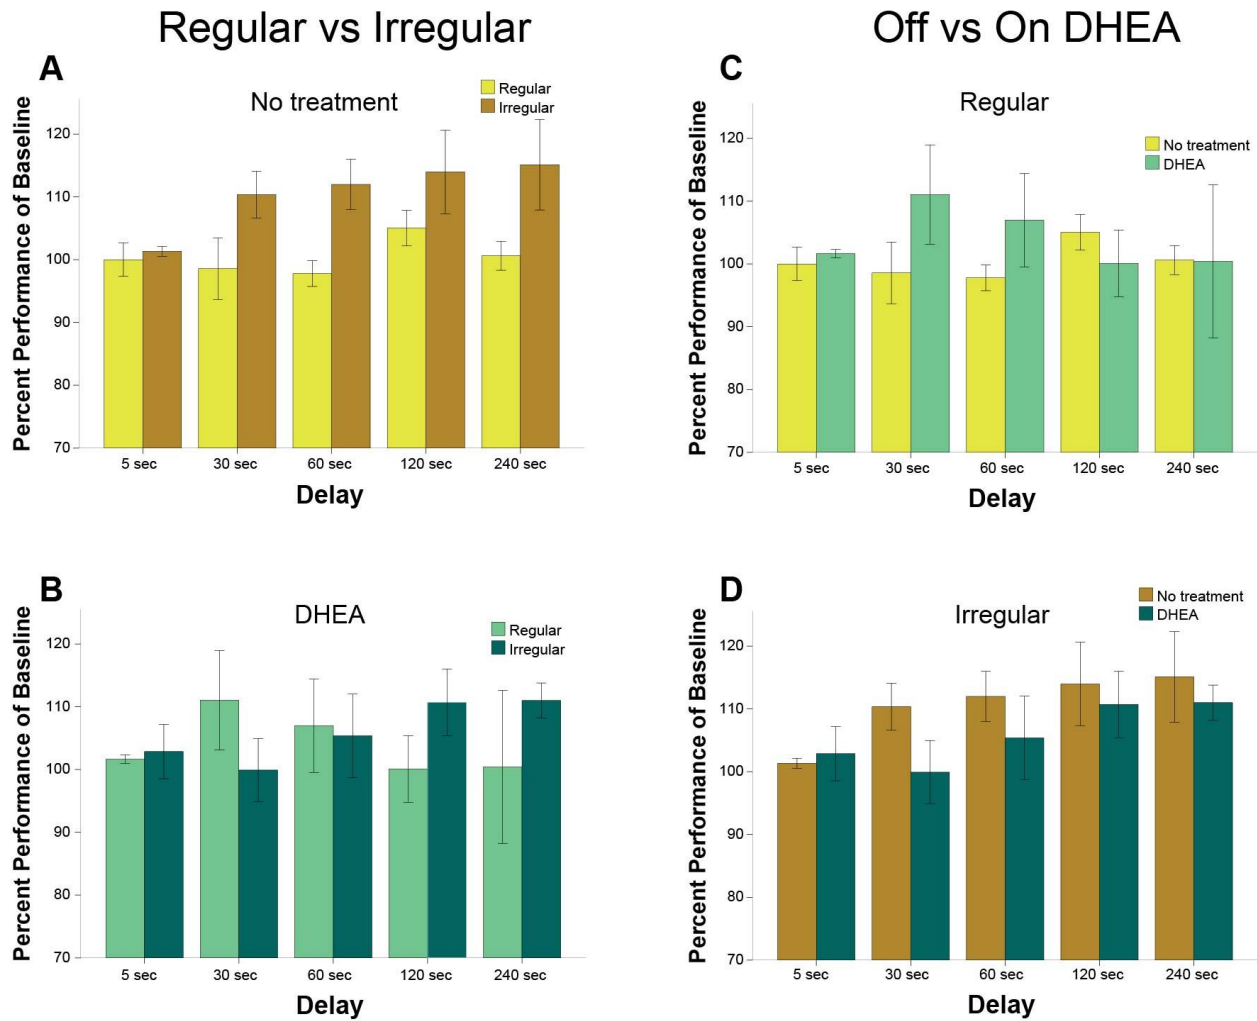 Regular vs Irregular
Off vs On DHEA
A
No treatment
Regular
Irregular
Percent Performance of Baseline
120
110
100
90
80
70
5 sec
30 sec
60 sec
120 sec
240 sec
Delay
C
Regular
No treatment
DHEA
Percent Performance of Baseline
120
110
100
90
80
70
5 sec
30 sec
60 sec
120 sec
240 sec
Delay
B
DHEA
Regular
Irregular
Percent Performance of Baseline
120
110
100
90
80
70
5 sec
30 sec
60 sec
120 sec
240 sec
Delay
D
Irregular
No treatment
DHEA
Percent Performance of Baseline
120
110
100
90
80
70
5 sec
30 sec
60 sec
120 sec
240 sec
Delay